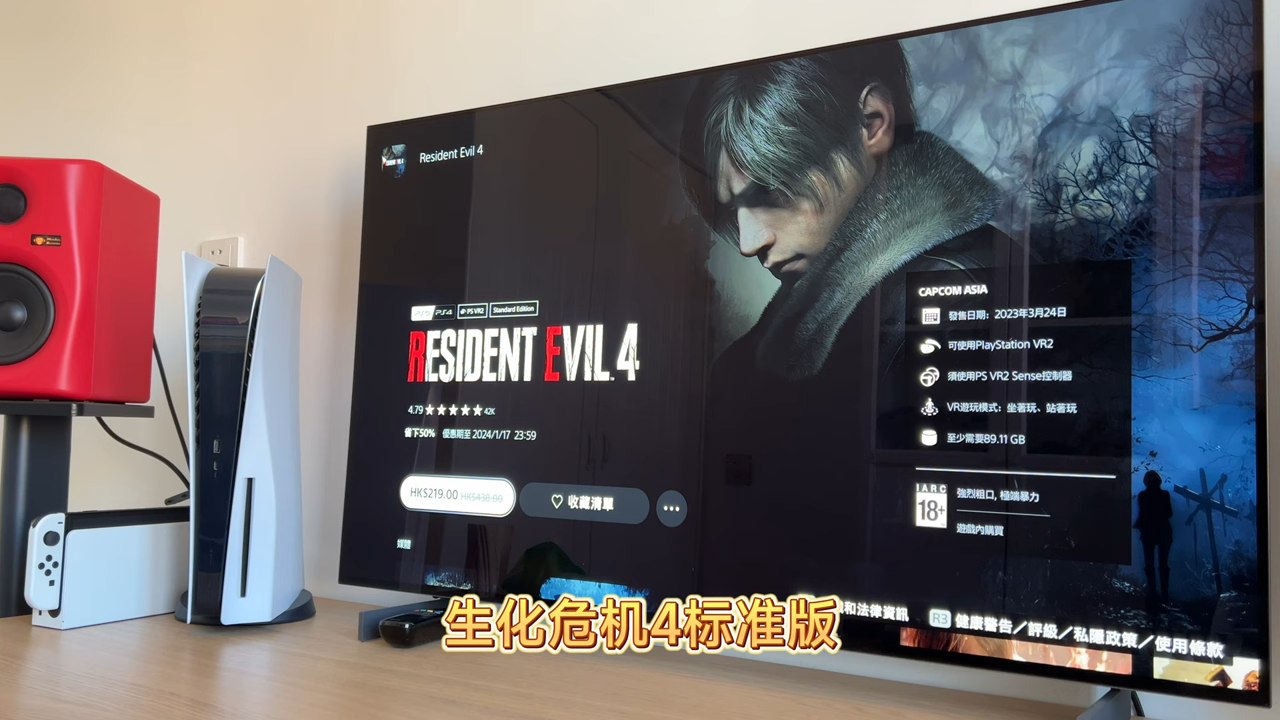 Resident Evil 4
PS5 PS4 PS VR2 Standard Edition
RESIDENT EVIL 4
4.79 ★★★★★ 42K
省下50% 優惠期至 2024/1/17 23:59
HK$219.00 HK$438.00
收藏清單
媒體
CAPCOM ASIA
發售日期：2023年3月24日
可使用PlayStation VR2
須使用PS VR2 Sense控制器
VR遊玩模式：坐著玩、站著玩
至少需要89.11 GB
IARC
18+
強烈粗口, 極端暴力
遊戲內購買
和法律資訊
R3 健康警告／評級／私隱政策／使用條款
生化危机4标准版